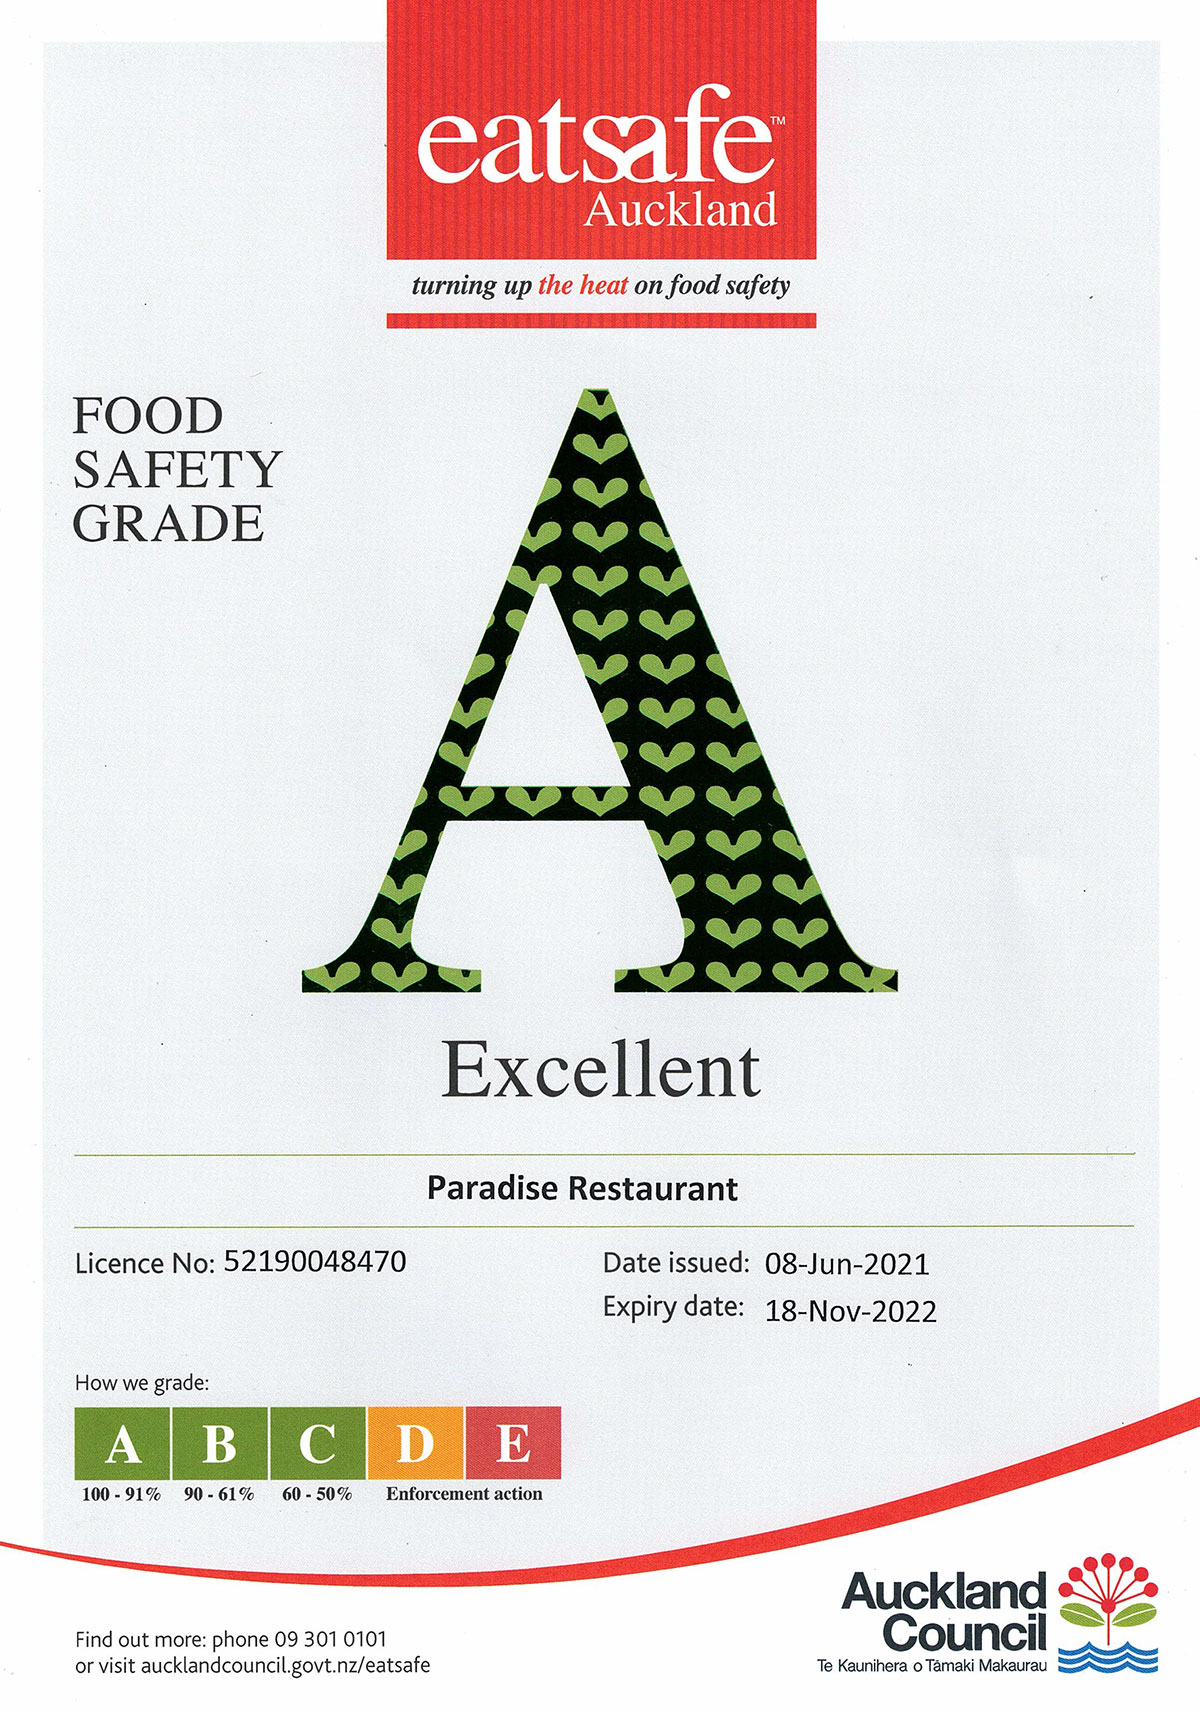 eatsafe™
Auckland
turning up the heat on food safety
FOOD
SAFETY
GRADE
A
Excellent
Paradise Restaurant
Licence No: 52190048470
Date issued: 08-Jun-2021
Expiry date: 18-Nov-2022
How we grade:
A B C D E
100 - 91% 90 - 61% 60 - 50% Enforcement action
Find out more: phone 09 301 0101
or visit aucklandcouncil.govt.nz/eatsafe
Auckland
Council
Te Kaunihera o Tāmaki Makaurau